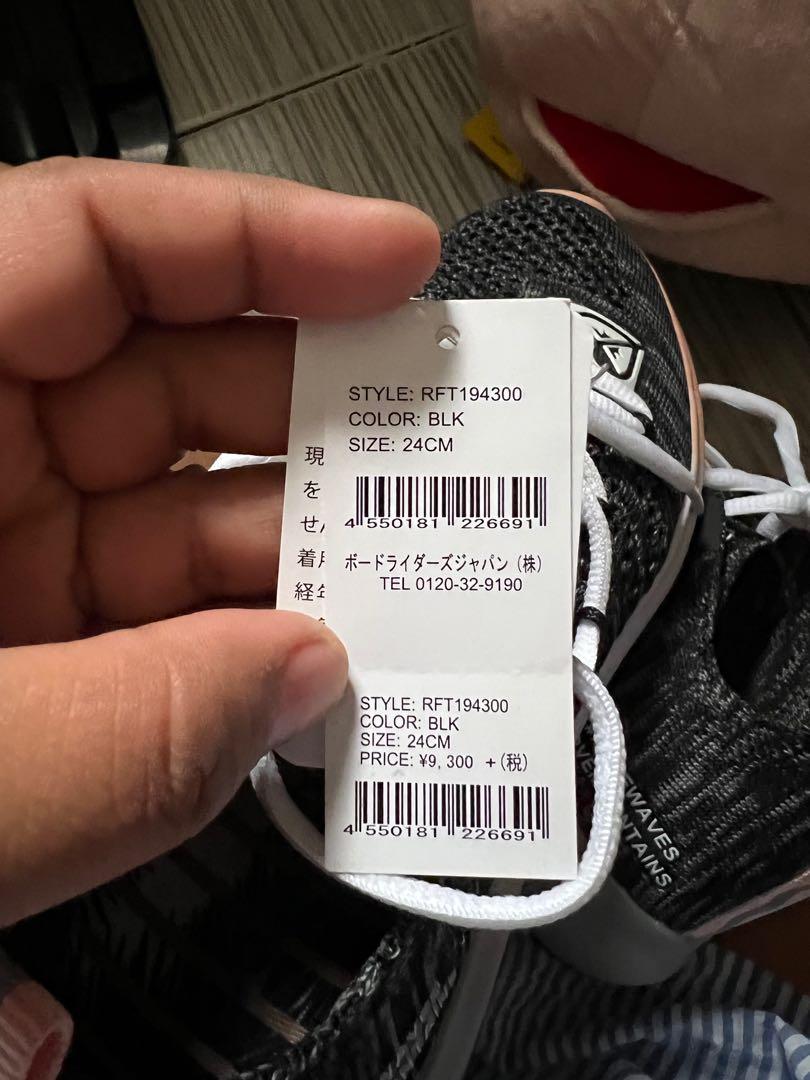 STYLE: RFT194300
COLOR: BLK
SIZE: 24CM
4 550181 226691
ボードライダーズジャパン (株)
TEL 0120-32-9190
STYLE: RFT194300
COLOR: BLK
SIZE: 24CM
PRICE: ¥9, 300 +(税)
4 550181 226691
現
を
せ
着用
経年
WAVES